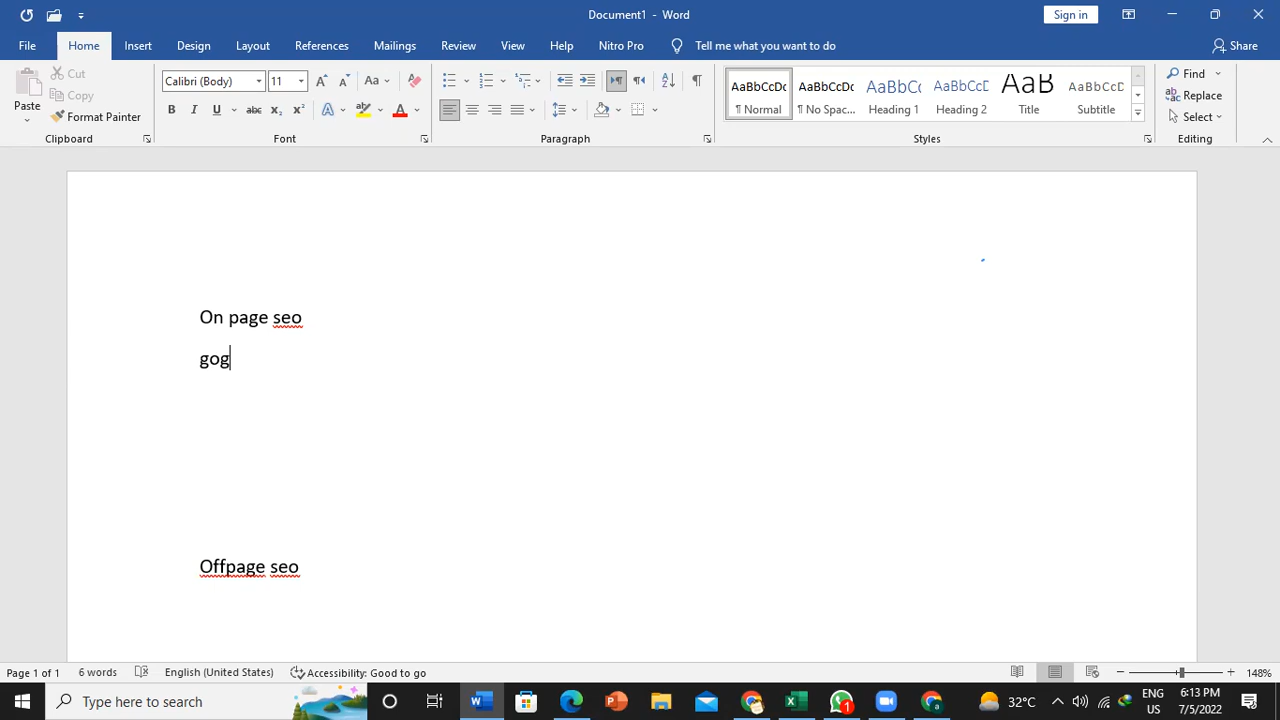 Document1 - Word
Sign in
File Home Insert Design Layout References Mailings Review View Help Nitro Pro Tell me what you want to do Share
Paste
Cut
Copy
Format Painter
Clipboard
Calibri (Body) 11
Font
Paragraph
AaBbCcDc AaBbCcDc AaBbCc AaBbCcD AaB AaBbCcD
¶ Normal ¶ No Spac... Heading 1 Heading 2 Title Subtitle
Styles
Find
Replace
Select
Editing
On page seo
gog
Offpage seo
Page 1 of 1 6 words English (United States) Accessibility: Good to go 148%
Type here to search
1
32°C
ENG
US
6:13 PM
7/5/2022